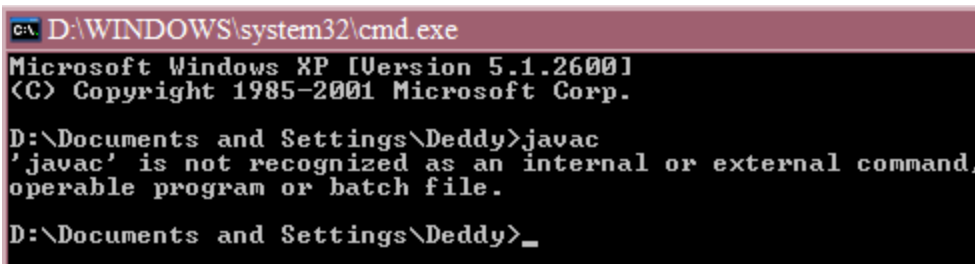 D:\WINDOWS\system32\cmd.exe
Microsoft Windows XP [Version 5.1.2600]
(C) Copyright 1985-2001 Microsoft Corp.
D:\Documents and Settings\Deddy>javac
'javac' is not recognized as an internal or external command,
operable program or batch file.
D:\Documents and Settings\Deddy>_